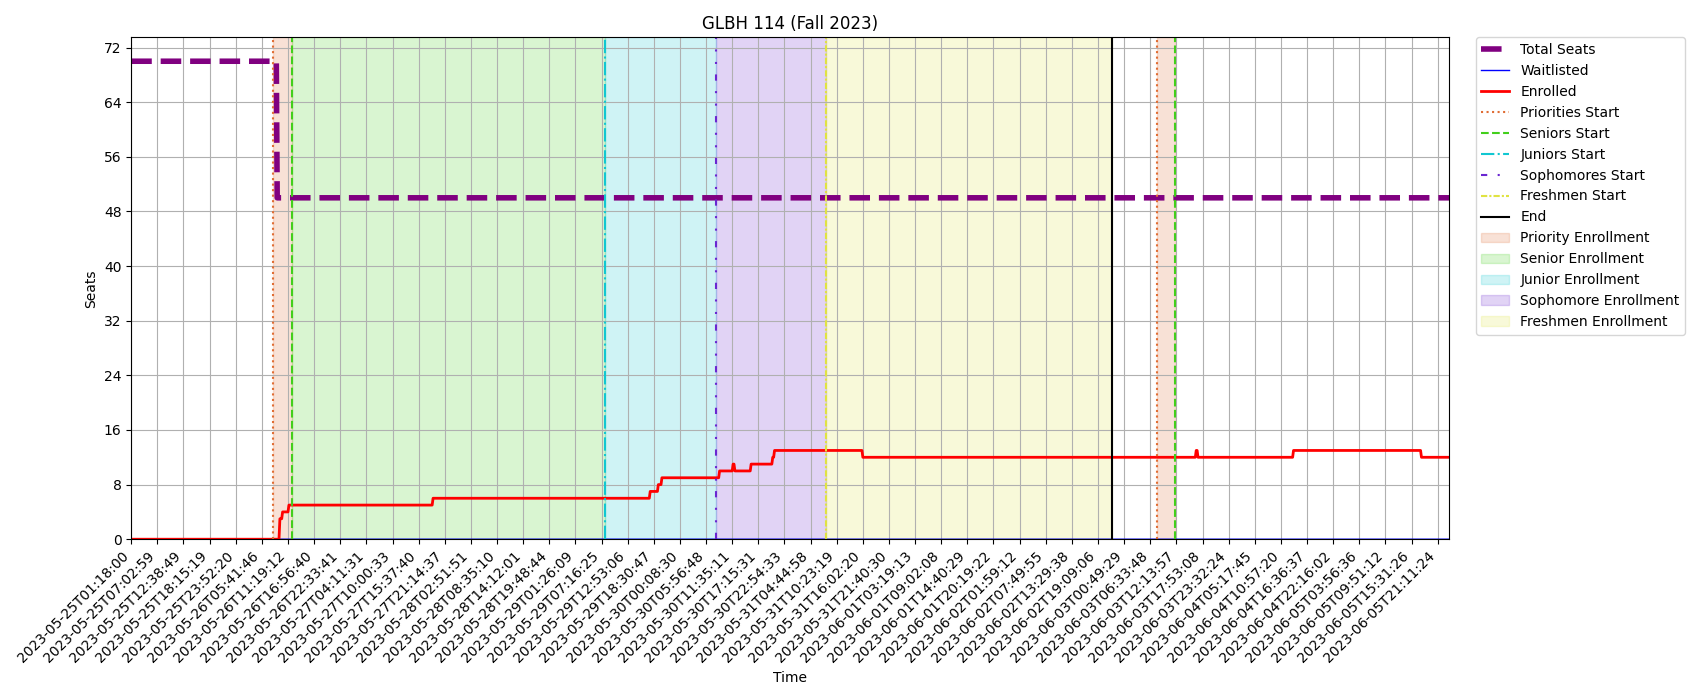 GLBH 114 (Fall 2023)
72
64
56
48
40
32
24
16
8
0
Seats
2023-05-25T01:18:00
2023-05-25T07:02:59
2023-05-25T12:38:49
2023-05-25T18:15:19
2023-05-25T23:52:20
2023-05-26T05:41:46
2023-05-26T11:19:12
2023-05-26T16:56:40
2023-05-26T22:33:41
2023-05-27T04:11:31
2023-05-27T10:00:33
2023-05-27T15:37:40
2023-05-27T21:14:37
2023-05-28T02:51:51
2023-05-28T08:35:10
2023-05-28T14:12:01
2023-05-28T19:48:44
2023-05-29T01:26:09
2023-05-29T07:16:25
2023-05-29T12:53:06
2023-05-29T18:30:47
2023-05-30T00:08:30
2023-05-30T05:56:48
2023-05-30T11:35:11
2023-05-30T17:15:31
2023-05-30T22:54:33
2023-05-31T04:44:58
2023-05-31T10:23:19
2023-05-31T16:02:20
2023-05-31T21:40:30
2023-06-01T03:19:13
2023-06-01T09:02:08
2023-06-01T14:40:29
2023-06-01T20:19:22
2023-06-02T01:59:12
2023-06-02T07:49:55
2023-06-02T13:29:38
2023-06-02T19:09:06
2023-06-03T00:49:29
2023-06-03T06:33:48
2023-06-03T12:13:57
2023-06-03T17:53:08
2023-06-03T23:32:24
2023-06-04T05:17:45
2023-06-04T10:57:20
2023-06-04T16:36:37
2023-06-04T22:16:02
2023-06-05T03:56:36
2023-06-05T09:51:12
2023-06-05T15:31:26
2023-06-05T21:11:24
Time
Total Seats
Waitlisted
Enrolled
Priorities Start
Seniors Start
Juniors Start
Sophomores Start
Freshmen Start
End
Priority Enrollment
Senior Enrollment
Junior Enrollment
Sophomore Enrollment
Freshmen Enrollment